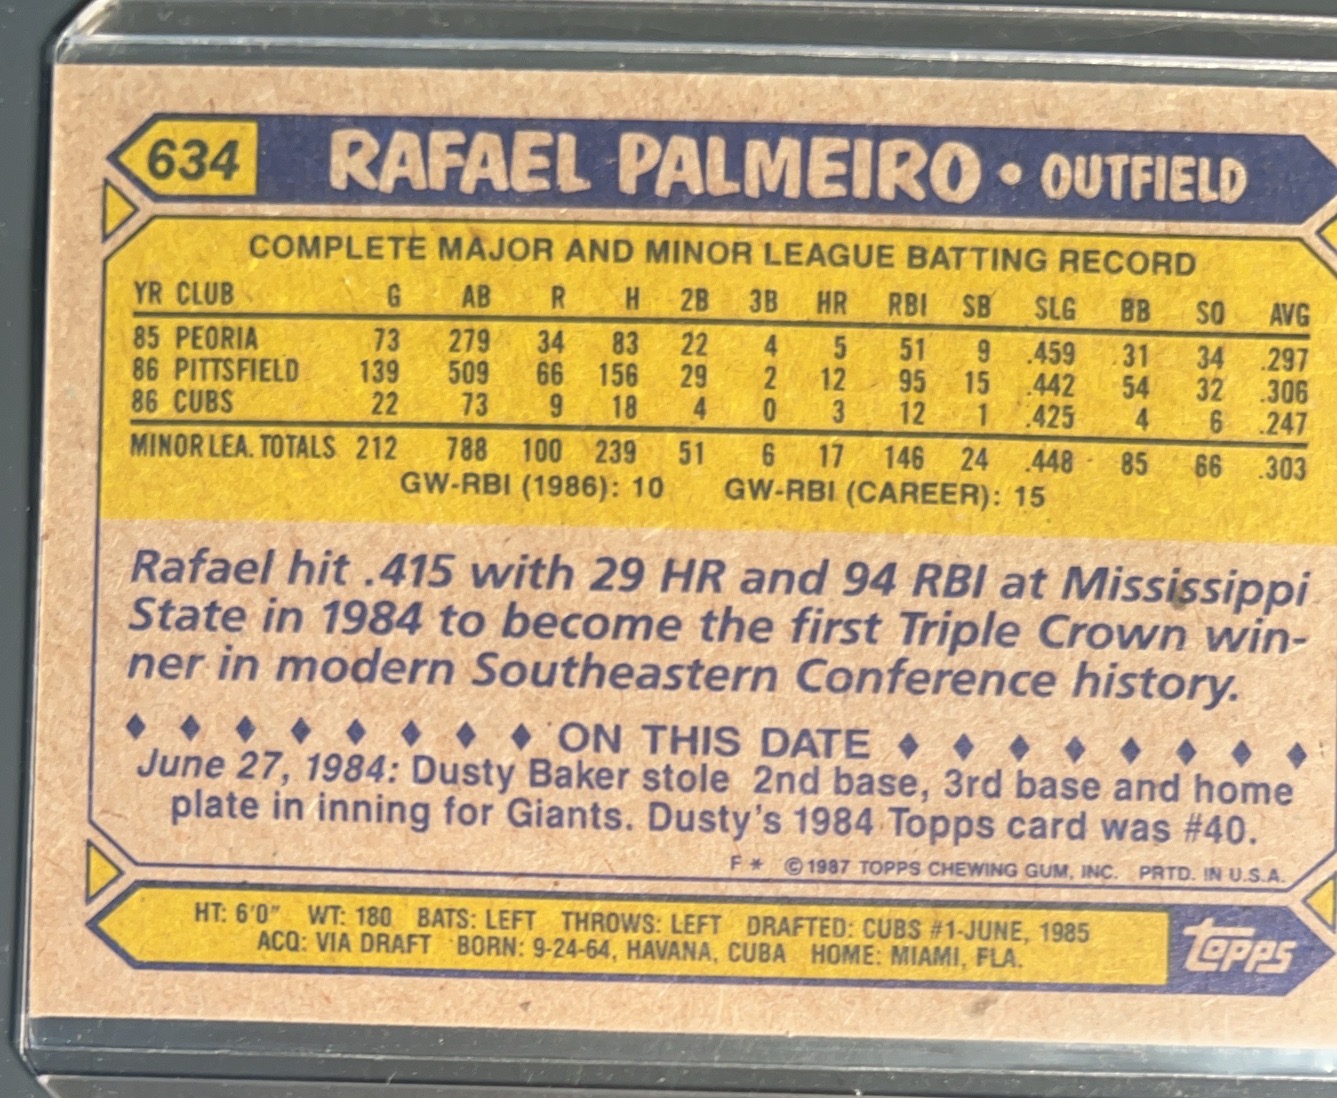 634 RAFAEL PALMEIRO • OUTFIELD
COMPLETE MAJOR AND MINOR LEAGUE BATTING RECORD
YR CLUB G AB R H 2B 3B HR RBI SB SLG BB SO AVG
85 PEORIA 73 279 34 83 22 4 5 51 9 .459 31 34 .297
86 PITTSFIELD 139 509 66 156 29 2 12 95 15 .442 54 32 .306
86 CUBS 22 73 9 18 4 0 3 12 1 .425 4 6 .247
MINOR LEA. TOTALS 212 788 100 239 51 6 17 146 24 .448 85 66 .303
GW-RBI (1986): 10 GW-RBI (CAREER): 15
Rafael hit .415 with 29 HR and 94 RBI at Mississippi
State in 1984 to become the first Triple Crown win-
ner in modern Southeastern Conference history.
ON THIS DATE
June 27, 1984: Dusty Baker stole 2nd base, 3rd base and home
plate in inning for Giants. Dusty's 1984 Topps card was #40.
F * © 1987 TOPPS CHEWING GUM, INC. PRTD. IN U.S.A.
HT: 6'0" WT: 180 BATS: LEFT THROWS: LEFT DRAFTED: CUBS #1-JUNE, 1985
ACQ: VIA DRAFT BORN: 9-24-64, HAVANA, CUBA HOME: MIAMI, FLA.
topps